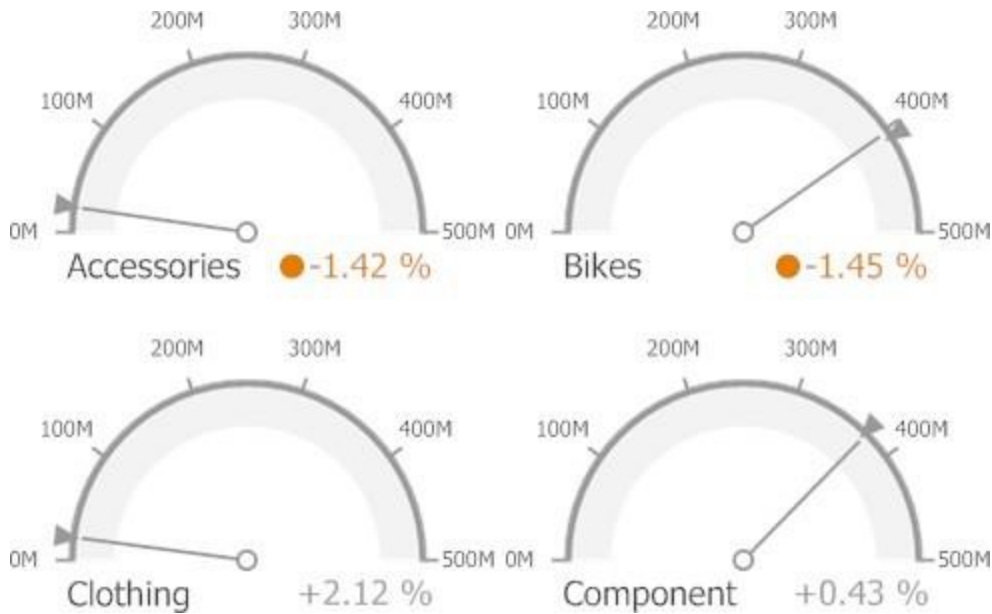 200M 300M 200M 300M
100M 400M 100M 400M
0M 500M 0M 500M
Accessories -1.42 % Bikes -1.45 %
200M 300M 200M 300M
100M 400M 100M 400M
0M 500M 0M 500M
Clothing +2.12 % Component +0.43 %